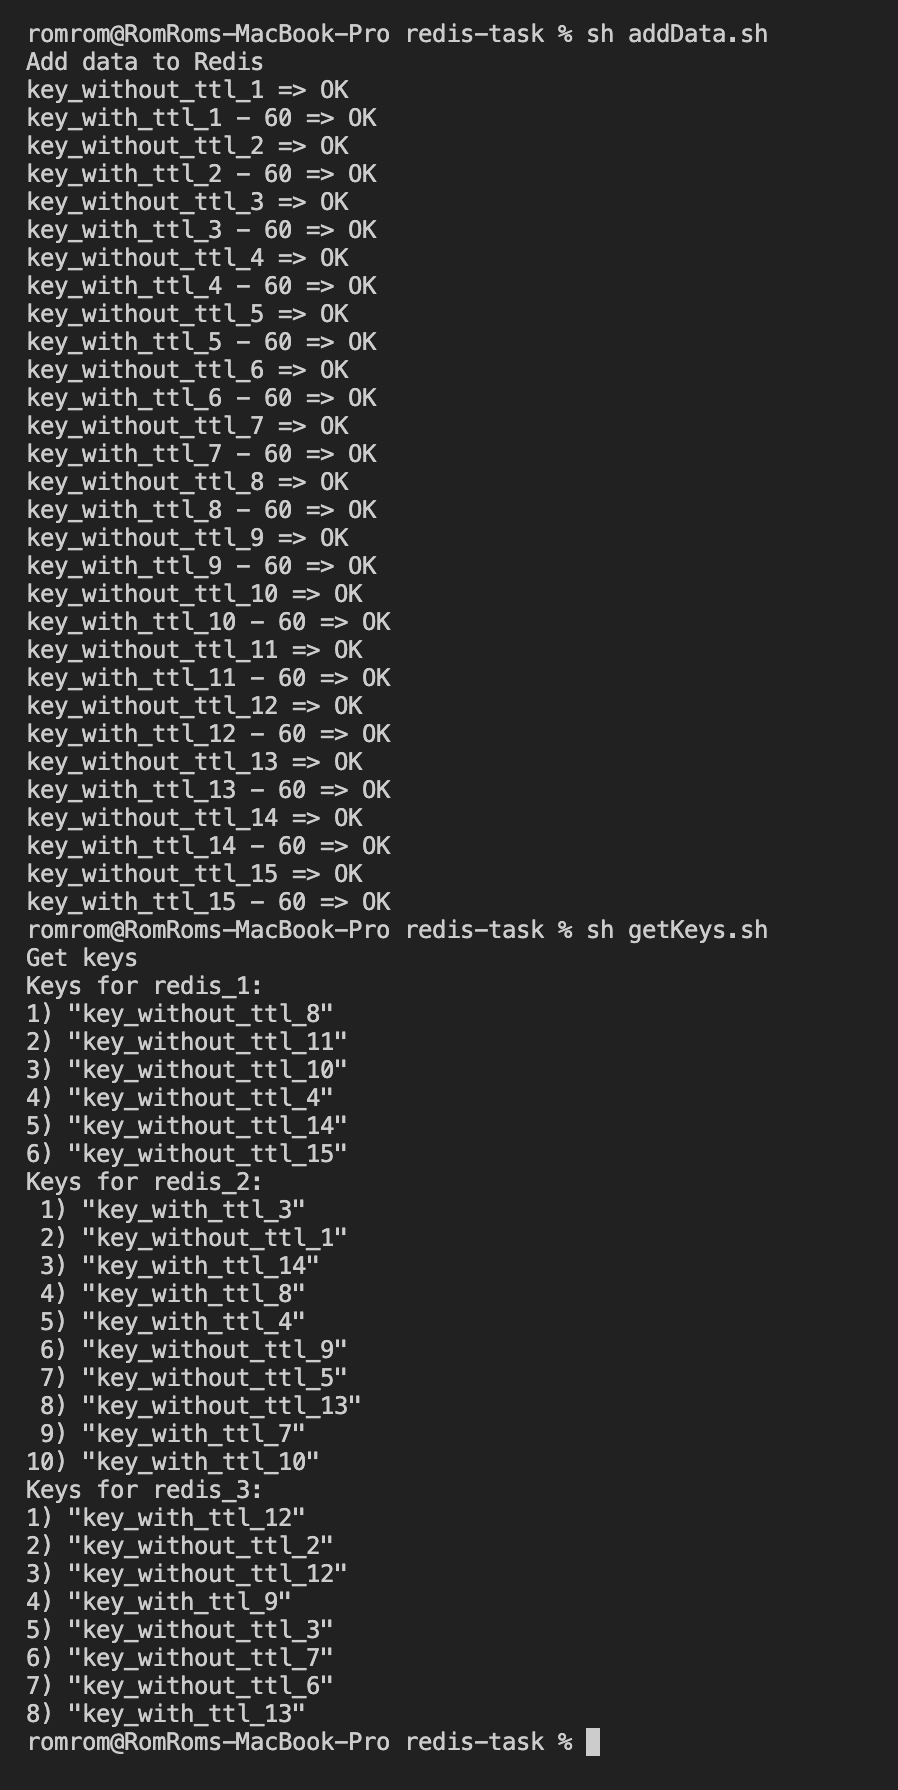 romrom@RomRoms-MacBook-Pro redis-task % sh addData.sh
Add data to Redis
key_without_ttl_1 => OK
key_with_ttl_1 - 60 => OK
key_without_ttl_2 => OK
key_with_ttl_2 - 60 => OK
key_without_ttl_3 => OK
key_with_ttl_3 - 60 => OK
key_without_ttl_4 => OK
key_with_ttl_4 - 60 => OK
key_without_ttl_5 => OK
key_with_ttl_5 - 60 => OK
key_without_ttl_6 => OK
key_with_ttl_6 - 60 => OK
key_without_ttl_7 => OK
key_with_ttl_7 - 60 => OK
key_without_ttl_8 => OK
key_with_ttl_8 - 60 => OK
key_without_ttl_9 => OK
key_with_ttl_9 - 60 => OK
key_without_ttl_10 => OK
key_with_ttl_10 - 60 => OK
key_without_ttl_11 => OK
key_with_ttl_11 - 60 => OK
key_without_ttl_12 => OK
key_with_ttl_12 - 60 => OK
key_without_ttl_13 => OK
key_with_ttl_13 - 60 => OK
key_without_ttl_14 => OK
key_with_ttl_14 - 60 => OK
key_without_ttl_15 => OK
key_with_ttl_15 - 60 => OK
romrom@RomRoms-MacBook-Pro redis-task % sh getKeys.sh
Get keys
Keys for redis_1:
1) "key_without_ttl_8"
2) "key_without_ttl_11"
3) "key_without_ttl_10"
4) "key_without_ttl_4"
5) "key_without_ttl_14"
6) "key_without_ttl_15"
Keys for redis_2:
 1) "key_with_ttl_3"
 2) "key_without_ttl_1"
 3) "key_with_ttl_14"
 4) "key_with_ttl_8"
 5) "key_with_ttl_4"
 6) "key_without_ttl_9"
 7) "key_without_ttl_5"
 8) "key_without_ttl_13"
 9) "key_with_ttl_7"
10) "key_with_ttl_10"
Keys for redis_3:
1) "key_with_ttl_12"
2) "key_without_ttl_2"
3) "key_without_ttl_12"
4) "key_with_ttl_9"
5) "key_without_ttl_3"
6) "key_without_ttl_7"
7) "key_without_ttl_6"
8) "key_with_ttl_13"
romrom@RomRoms-MacBook-Pro redis-task %